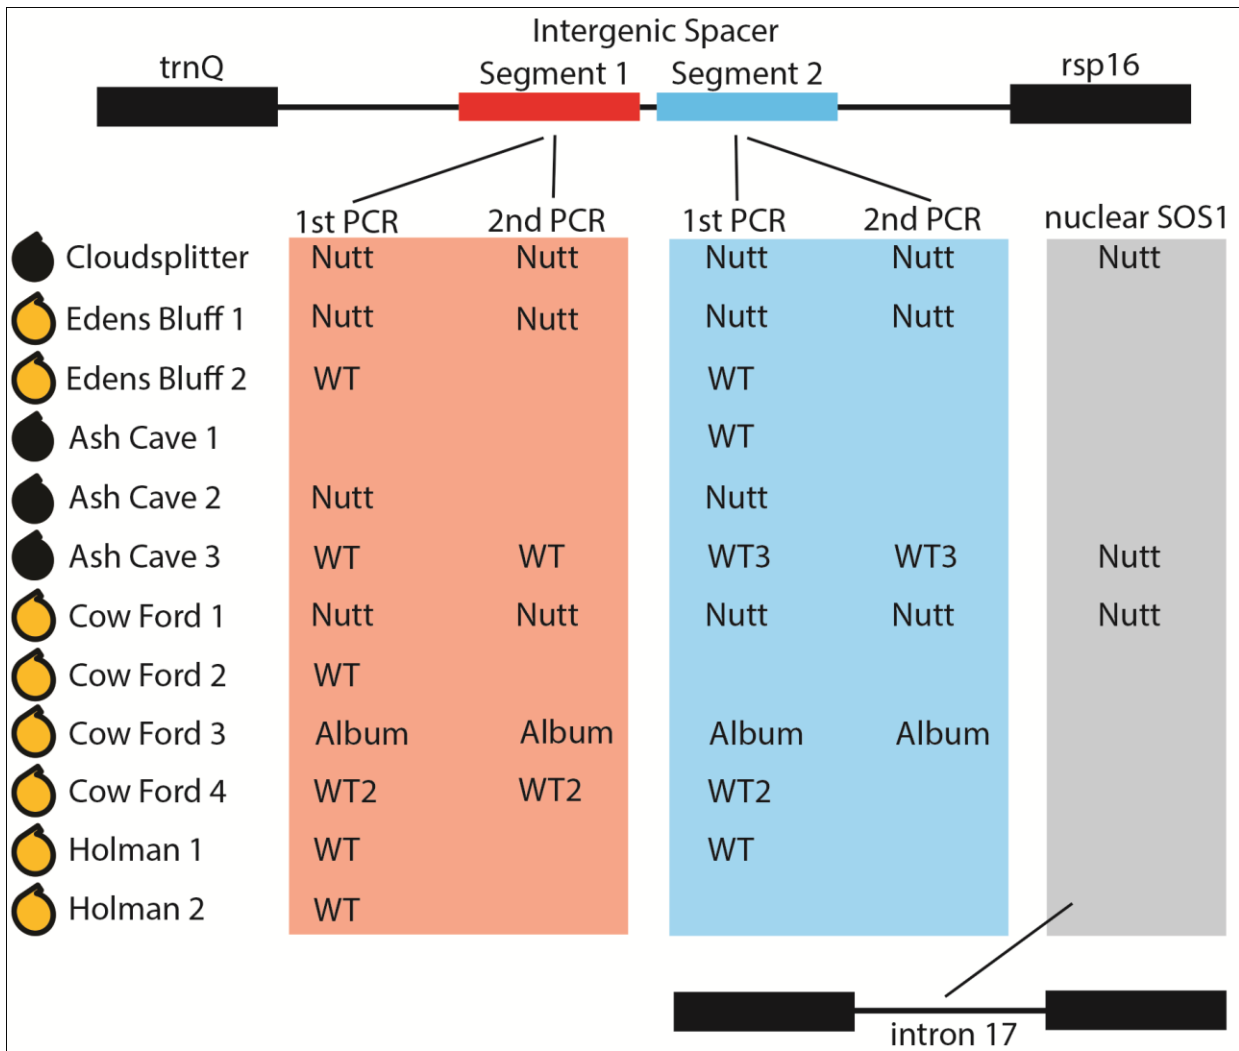 Intergenic Spacer
trnQ Segment 1 Segment 2 rsp16
1st PCR 2nd PCR 1st PCR 2nd PCR nuclear SOS1
Cloudsplitter Nutt Nutt Nutt Nutt Nutt
Edens Bluff 1 Nutt Nutt Nutt Nutt
Edens Bluff 2 WT WT
Ash Cave 1 WT
Ash Cave 2 Nutt Nutt
Ash Cave 3 WT WT WT3 WT3 Nutt
Cow Ford 1 Nutt Nutt Nutt Nutt Nutt
Cow Ford 2 WT
Cow Ford 3 Album Album Album Album
Cow Ford 4 WT2 WT2 WT2
Holman 1 WT WT
Holman 2 WT
intron 17